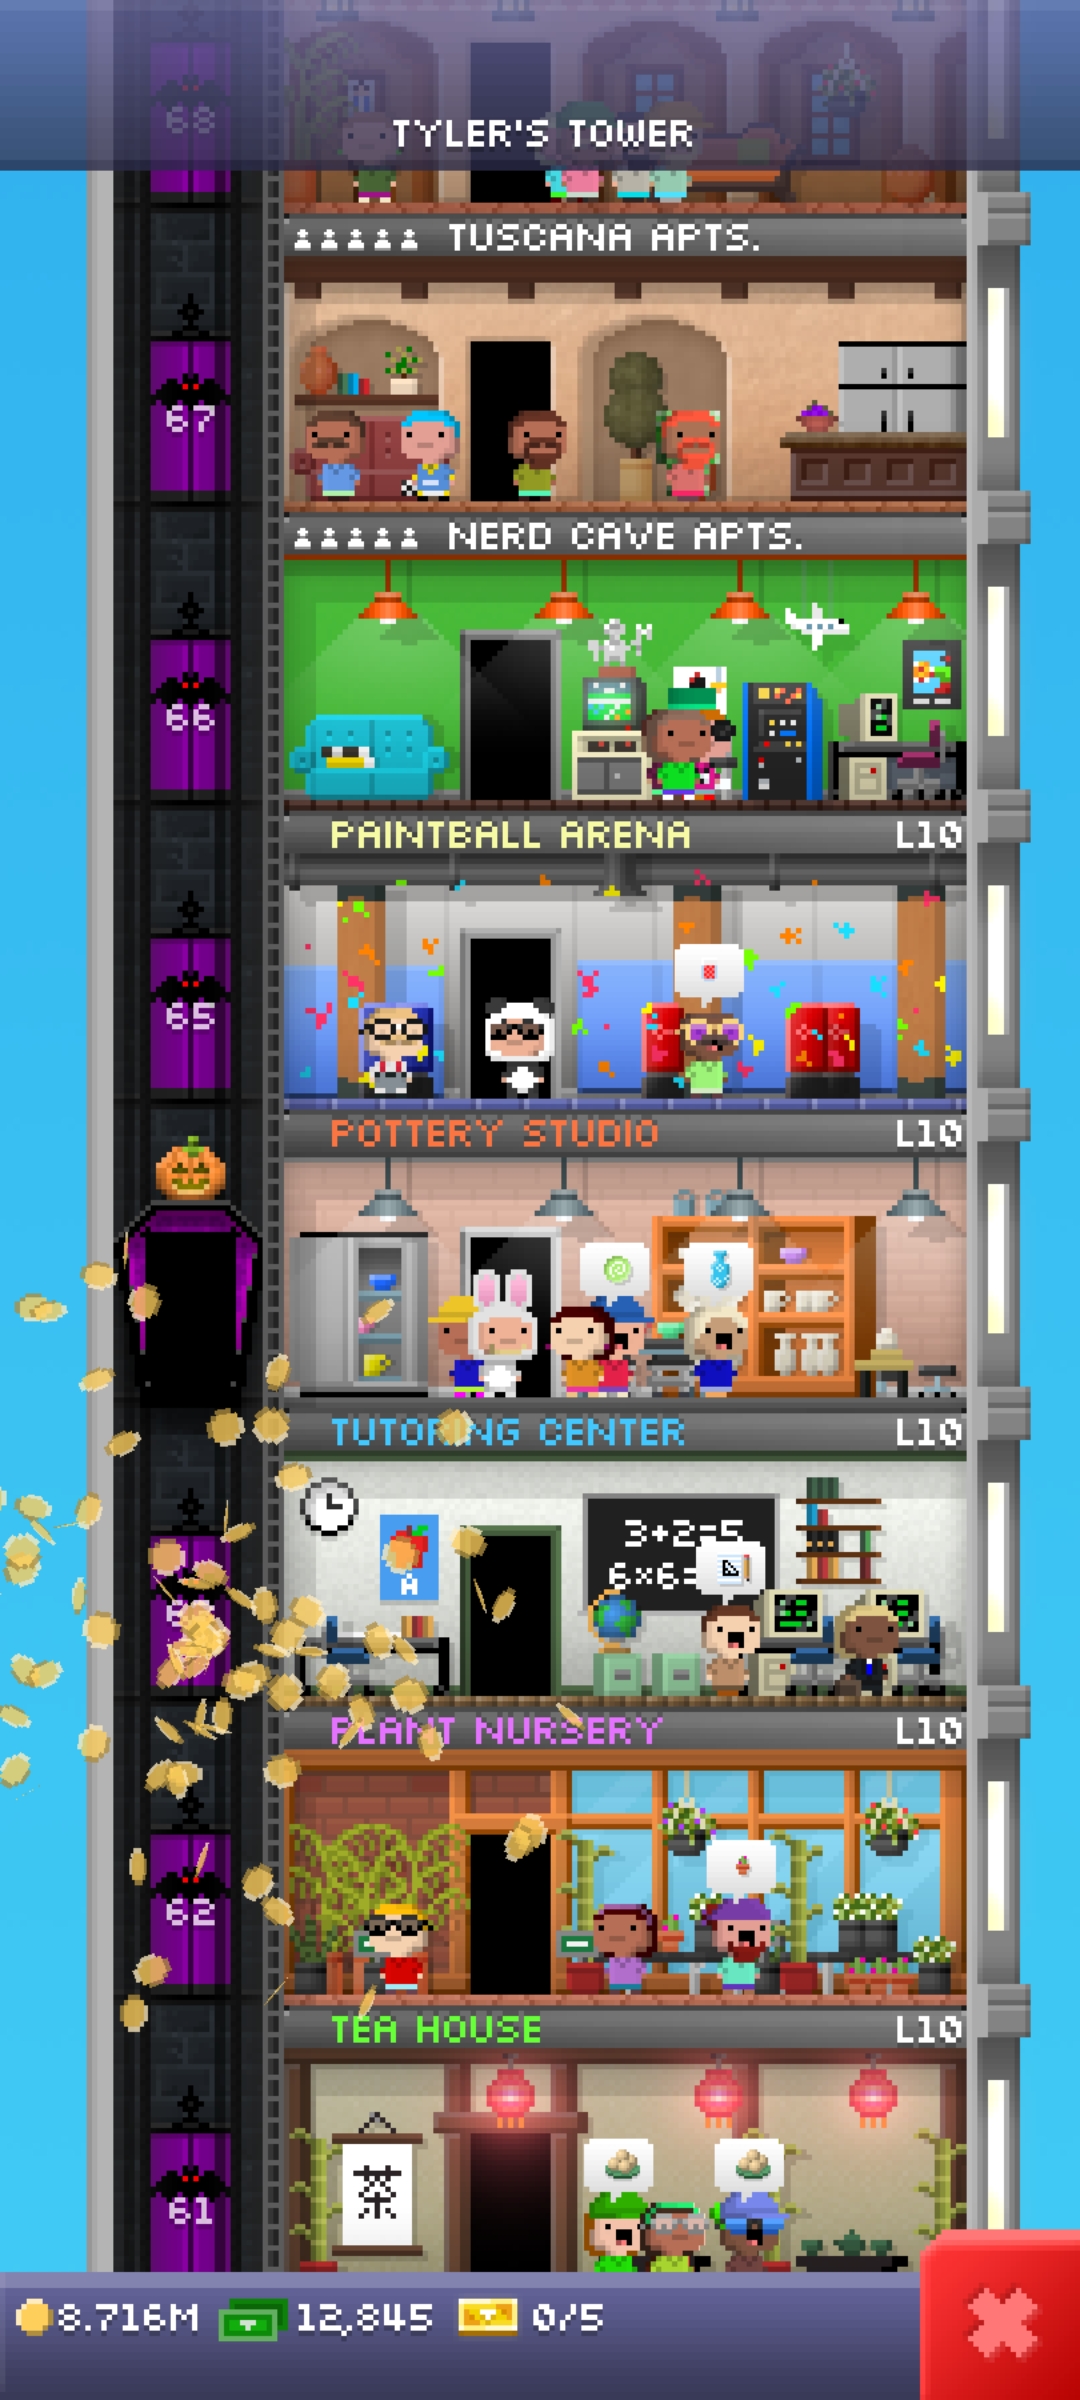 68
TYLER'S TOWER
TUSCANA APTS.
67
NERD CAVE APTS.
66
PAINTBALL ARENA L10
65
POTTERY STUDIO L10
TUTORING CENTER L10
3+2=5
6×6=
A
PLANT NURSERY L10
62
TEA HOUSE L10
茶
61
8.716M 12,845 0/5